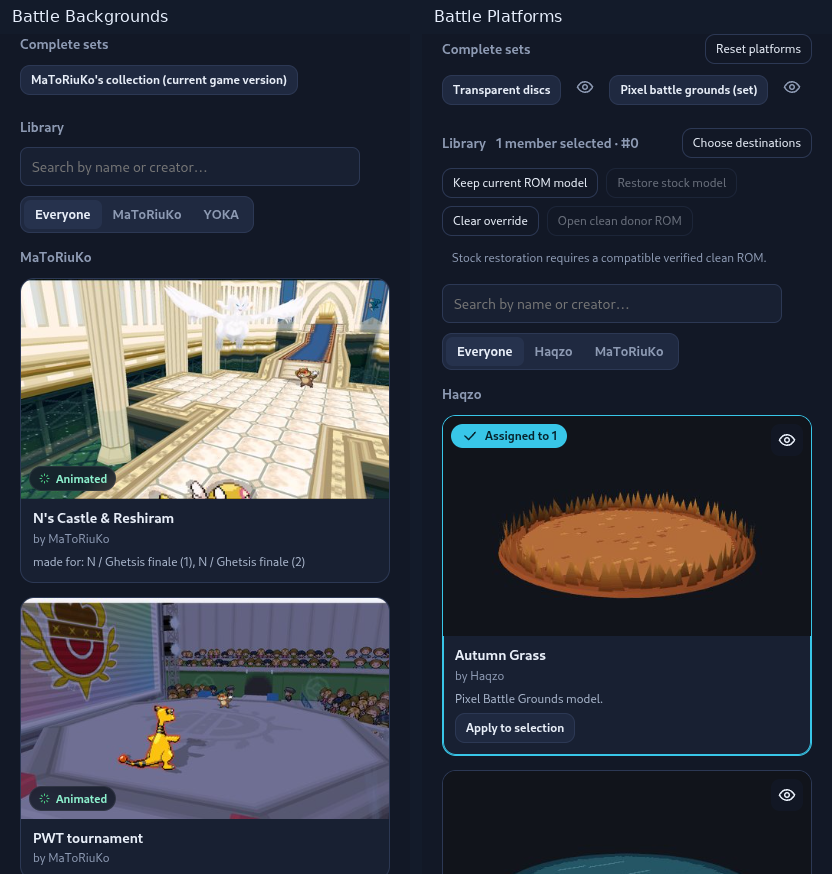 Battle Backgrounds
Complete sets
MaToRiuKo's collection (current game version)
Library
Search by name or creator...
Everyone MaToRiuKo YOKA
MaToRiuKo
Animated
N's Castle & Reshiram
by MaToRiuKo
made for: N / Ghetsis finale (1), N / Ghetsis finale (2)
Animated
PWT tournament
by MaToRiuKo
Battle Platforms
Complete sets Reset platforms
Transparent discs Pixel battle grounds (set)
Library 1 member selected · #0 Choose destinations
Keep current ROM model Restore stock model
Clear override Open clean donor ROM
Stock restoration requires a compatible verified clean ROM.
Search by name or creator...
Everyone Haqzo MaToRiuKo
Haqzo
Assigned to 1
Autumn Grass
by Haqzo
Pixel Battle Grounds model.
Apply to selection